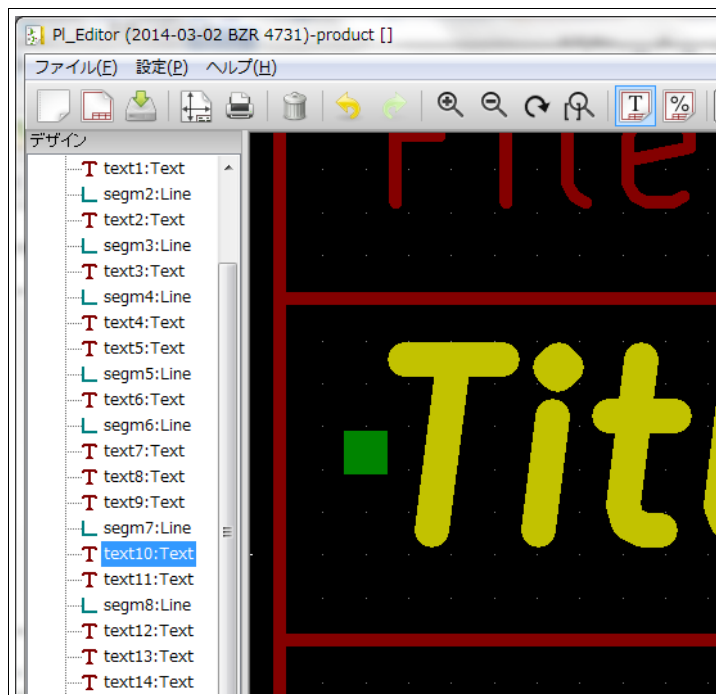 Pl_Editor (2014-03-02 BZR 4731)-product []
ファイル(F) 設定(P) ヘルプ(H)
T %
デザイン
text1:Text
segm2:Line
text2:Text
segm3:Line
text3:Text
segm4:Line
text4:Text
text5:Text
segm5:Line
text6:Text
segm6:Line
text7:Text
text8:Text
text9:Text
segm7:Line
text10:Text
text11:Text
segm8:Line
text12:Text
text13:Text
text14:Text
File
Tit